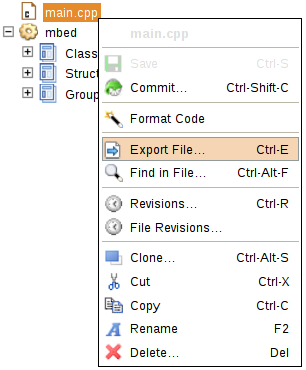 main.cpp
mbed
Class
Struct
Group
main.cpp
Save Ctrl-S
Commit... Ctrl-Shift-C
Format Code
Export File... Ctrl-E
Find in File... Ctrl-Alt-F
Revisions... Ctrl-R
File Revisions...
Clone... Ctrl-Alt-S
Cut Ctrl-X
Copy Ctrl-C
Rename F2
Delete... Del